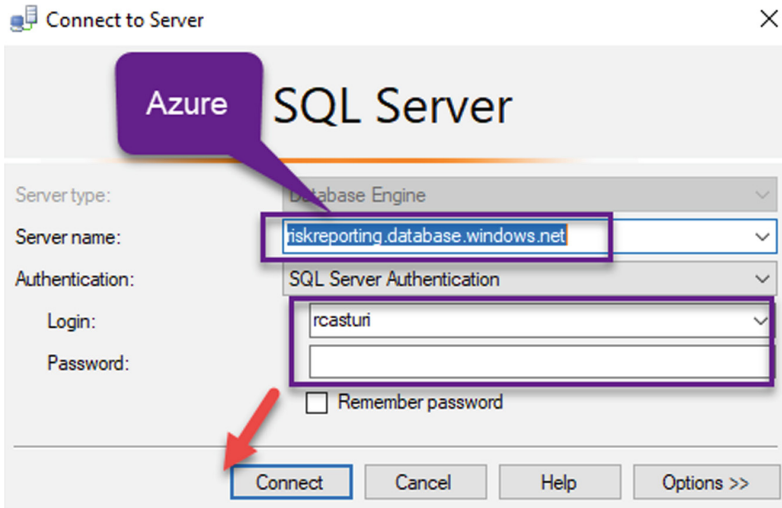 Connect to Server
Azure
SQL Server
Server type: Database Engine
Server name: riskreporting.database.windows.net
Authentication: SQL Server Authentication
Login: rcasturi
Password:
Remember password
Connect Cancel Help Options >>